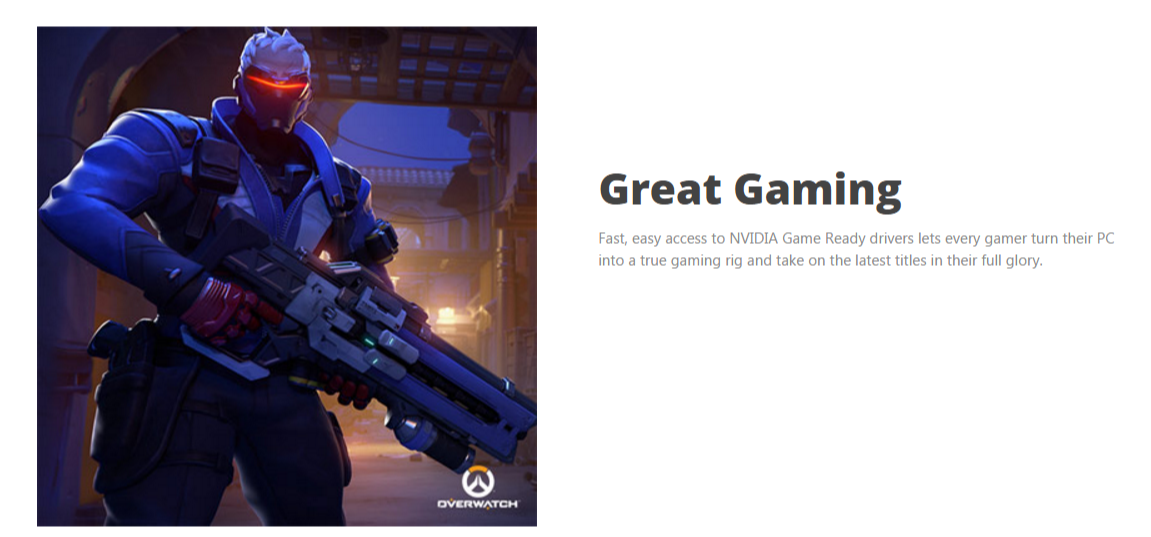 Great Gaming
Fast, easy access to NVIDIA Game Ready drivers lets every gamer turn their PC
into a true gaming rig and take on the latest titles in their full glory.
OVERWATCH